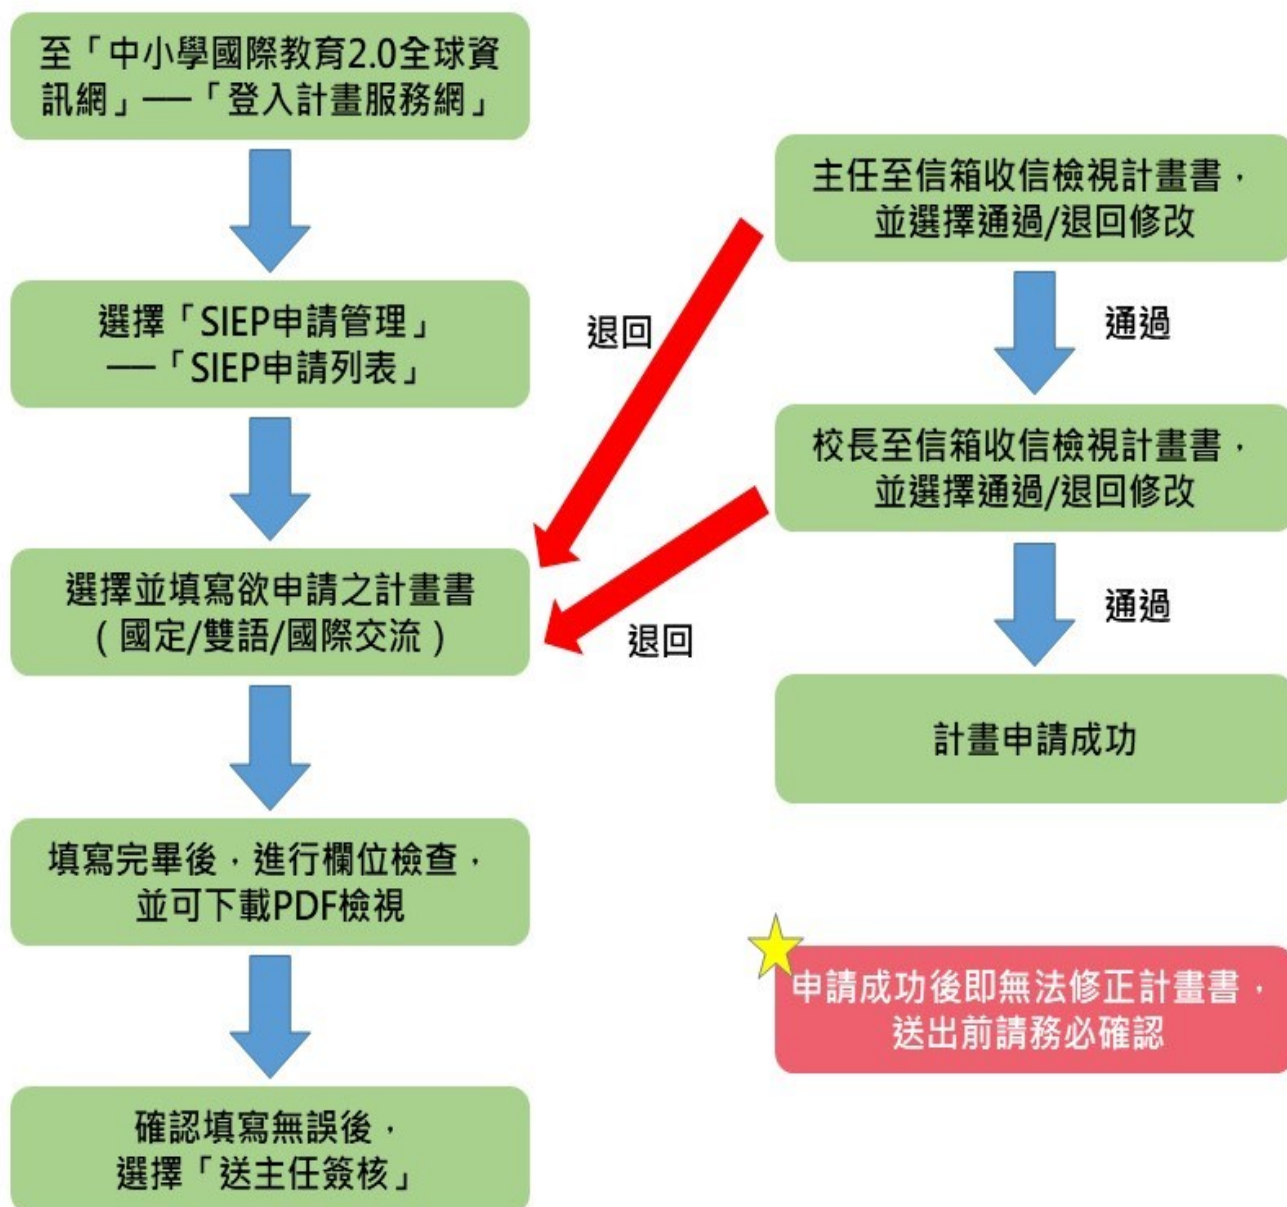 至「中小學國際教育2.0全球資
訊網」──「登入計畫服務網」
選擇「SIEP申請管理」
──「SIEP申請列表」
選擇並填寫欲申請之計畫書
(國定/雙語/國際交流)
填寫完畢後，進行欄位檢查，
並可下載PDF檢視
確認填寫無誤後，
選擇「送主任簽核」
主任至信箱收信檢視計畫書，
並選擇通過/退回修改
退回
通過
校長至信箱收信檢視計畫書，
並選擇通過/退回修改
退回
通過
計畫申請成功
申請成功後即無法修正計畫書，
送出前請務必確認